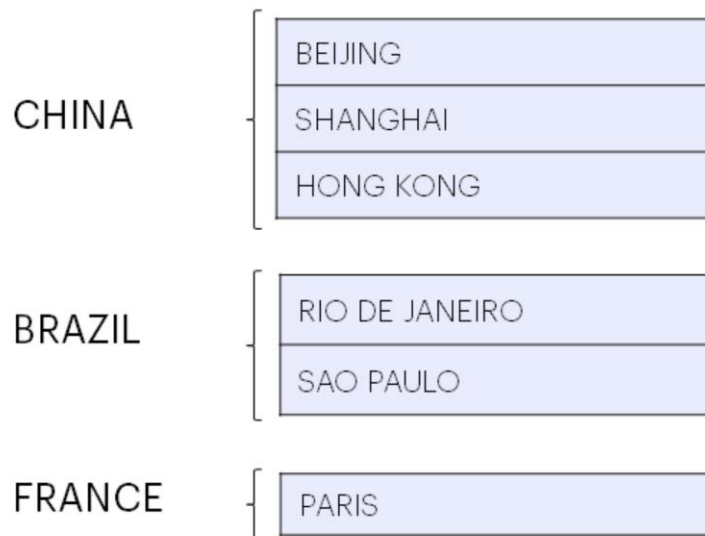 CHINA
BEIJING
SHANGHAI
HONG KONG
BRAZIL
RIO DE JANEIRO
SAO PAULO
FRANCE
PARIS